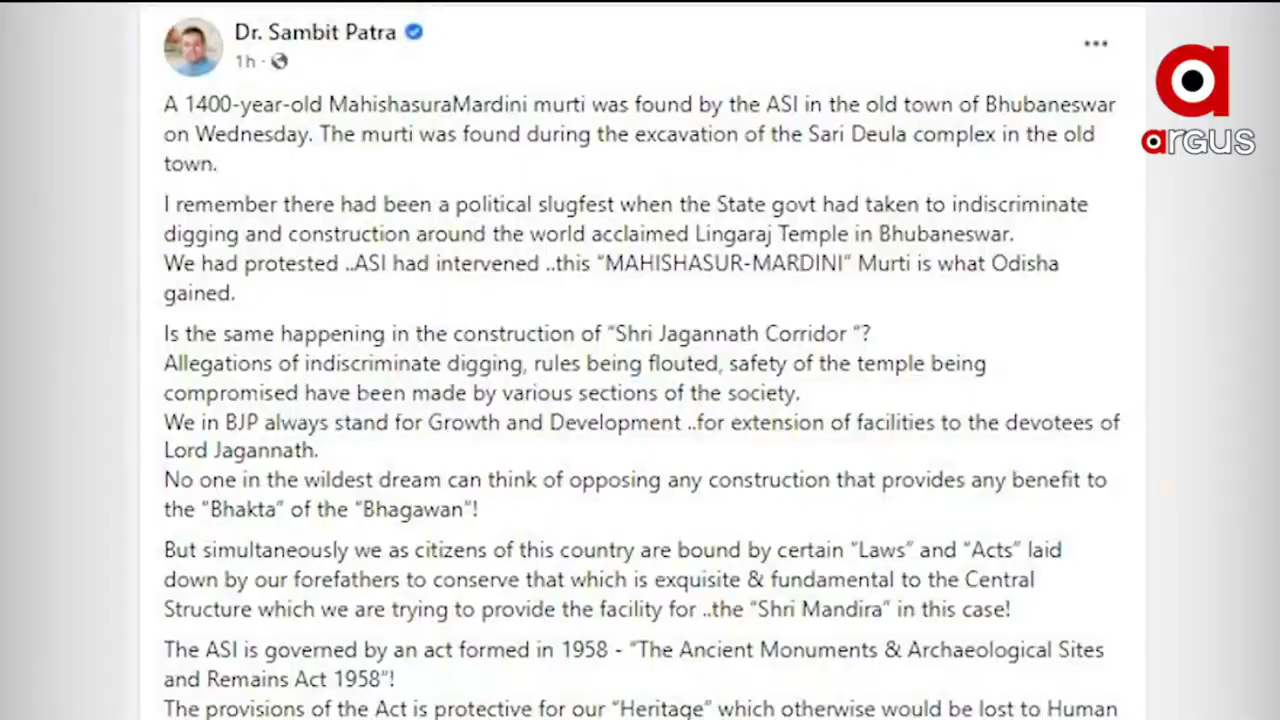 Dr. Sambit Patra
1h ·
A 1400-year-old MahishasuraMardini murti was found by the ASI in the old town of Bhubaneswar
on Wednesday. The murti was found during the excavation of the Sari Deula complex in the old
town.
I remember there had been a political slugfest when the State govt had taken to indiscriminate
digging and construction around the world acclaimed Lingaraj Temple in Bhubaneswar.
We had protested ..ASI had intervened ..this “MAHISHASUR-MARDINI” Murti is what Odisha
gained.
Is the same happening in the construction of “Shri Jagannath Corridor “?
Allegations of indiscriminate digging, rules being flouted, safety of the temple being
compromised have been made by various sections of the society.
We in BJP always stand for Growth and Development ..for extension of facilities to the devotees of
Lord Jagannath.
No one in the wildest dream can think of opposing any construction that provides any benefit to
the “Bhakta” of the “Bhagawan”!
But simultaneously we as citizens of this country are bound by certain “Laws” and “Acts” laid
down by our forefathers to conserve that which is exquisite & fundamental to the Central
Structure which we are trying to provide the facility for ..the “Shri Mandira” in this case!
The ASI is governed by an act formed in 1958 - “The Ancient Monuments & Archaeological Sites
and Remains Act 1958”!
The provisions of the Act is protective for our “Heritage” which otherwise would be lost to Human
argus